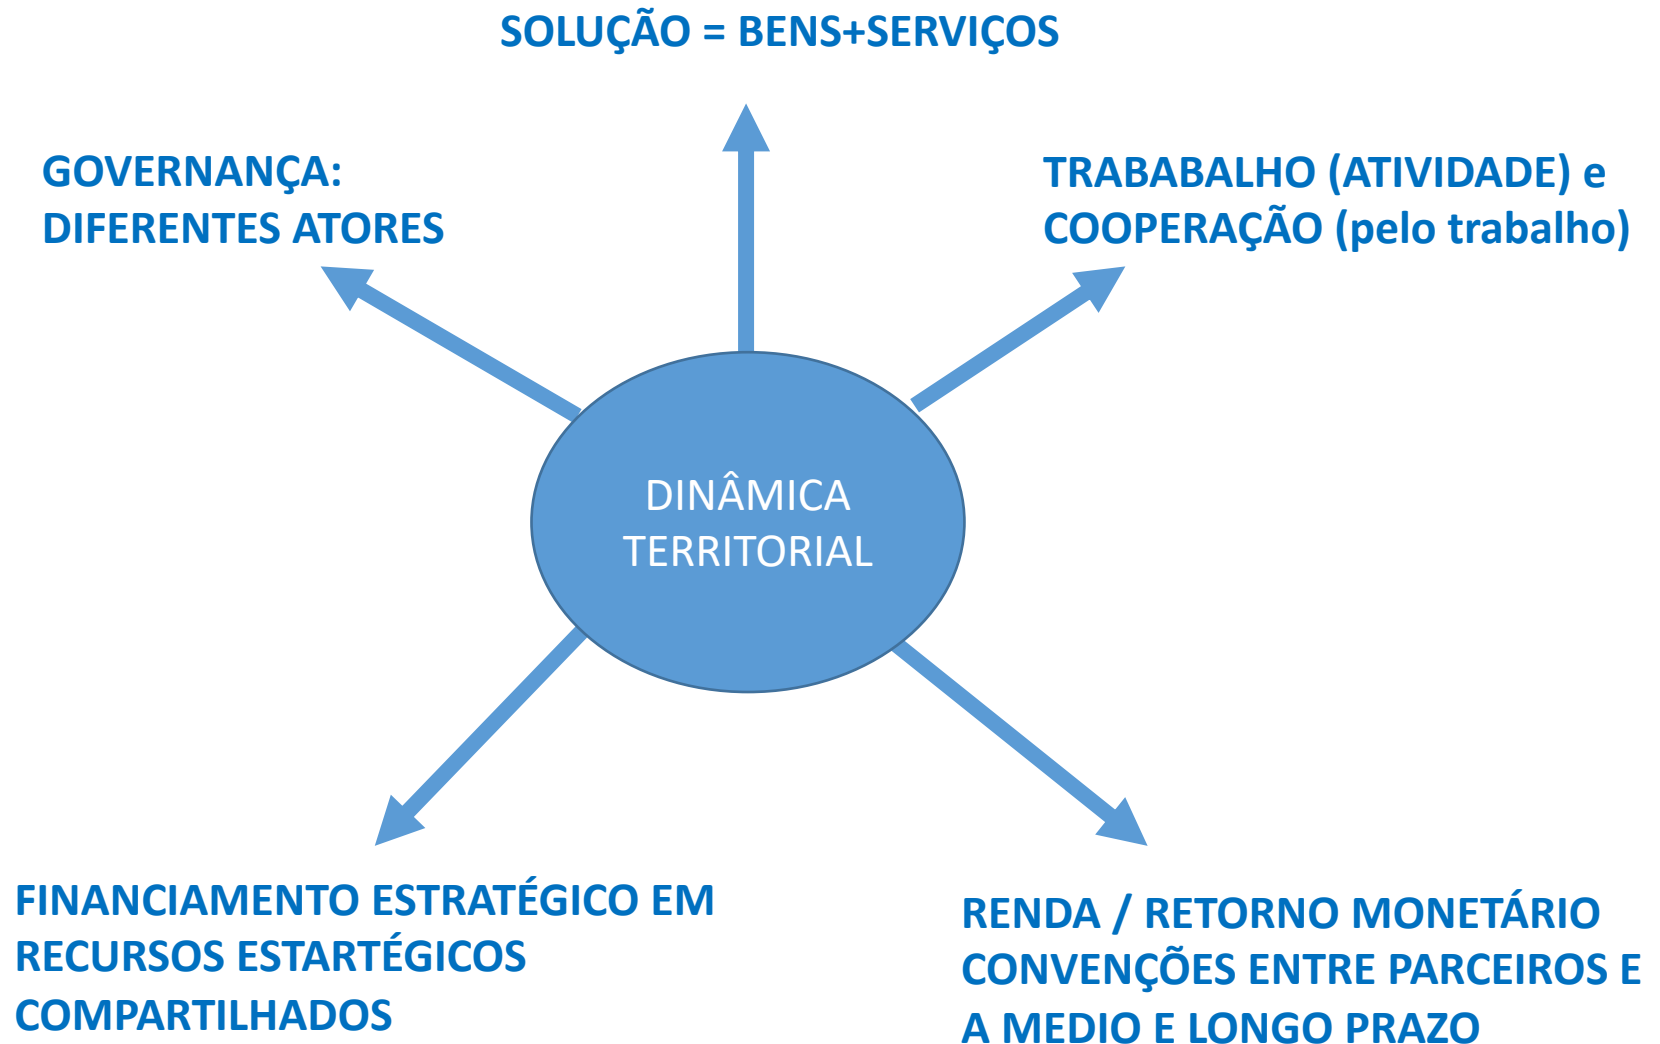 SOLUÇÃO = BENS+SERVIÇOS
GOVERNANÇA:
DIFERENTES ATORES
TRABABALHO (ATIVIDADE) e
COOPERAÇÃO (pelo trabalho)
DINÂMICA
TERRITORIAL
FINANCIAMENTO ESTRATÉGICO EM
RECURSOS ESTARTÉGICOS
COMPARTILHADOS
RENDA / RETORNO MONETÁRIO
CONVENÇÕES ENTRE PARCEIROS E
A MEDIO E LONGO PRAZO